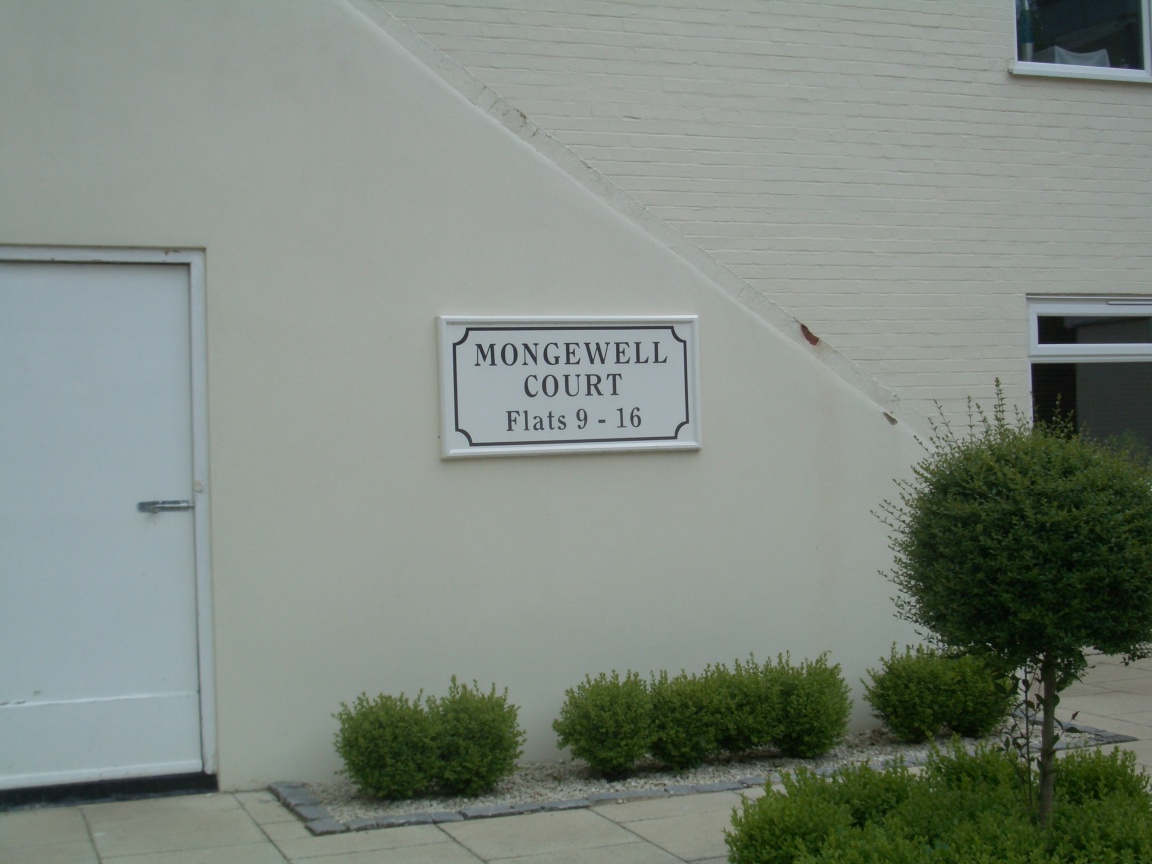 MONGEWELL
COURT
Flats 9 - 16